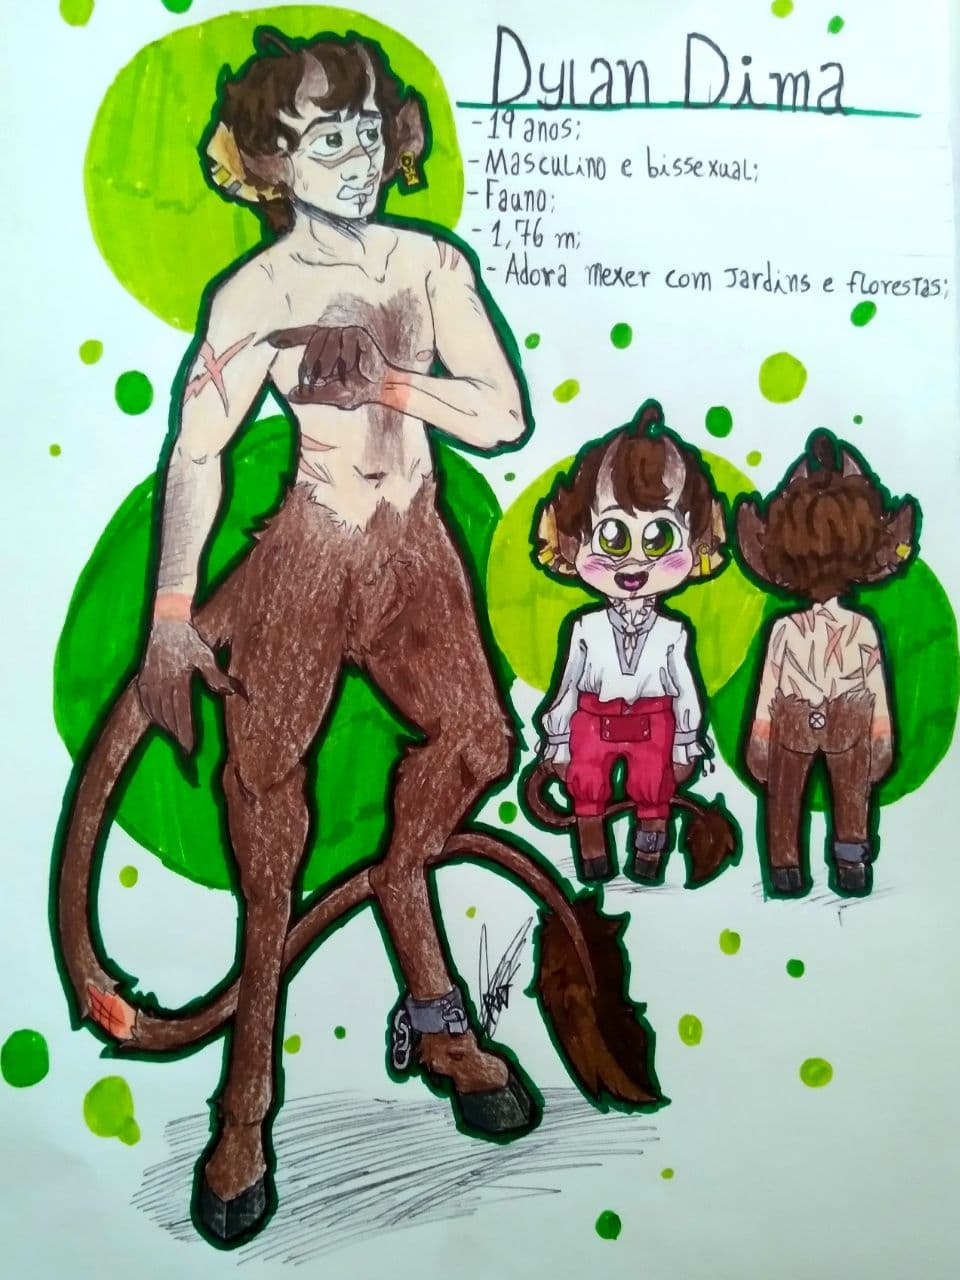 Dylan Dima
- 19 anos;
- Masculino e bissexual;
- Fauno;
- 1,76 m;
- Adora mexer com Jardins e florestas;